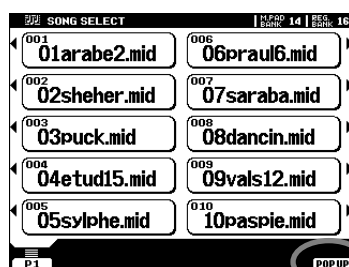 SONG SELECT M.PAD BANK 14 REG. BANK 16
001 01arabe2.mid
006 06praul6.mid
002 02sheher.mid
007 07saraba.mid
003 03puck.mid
008 08dancin.mid
004 04etud15.mid
009 09vals12.mid
005 05sylphe.mid
010 10paspie.mid
P1 POPUP